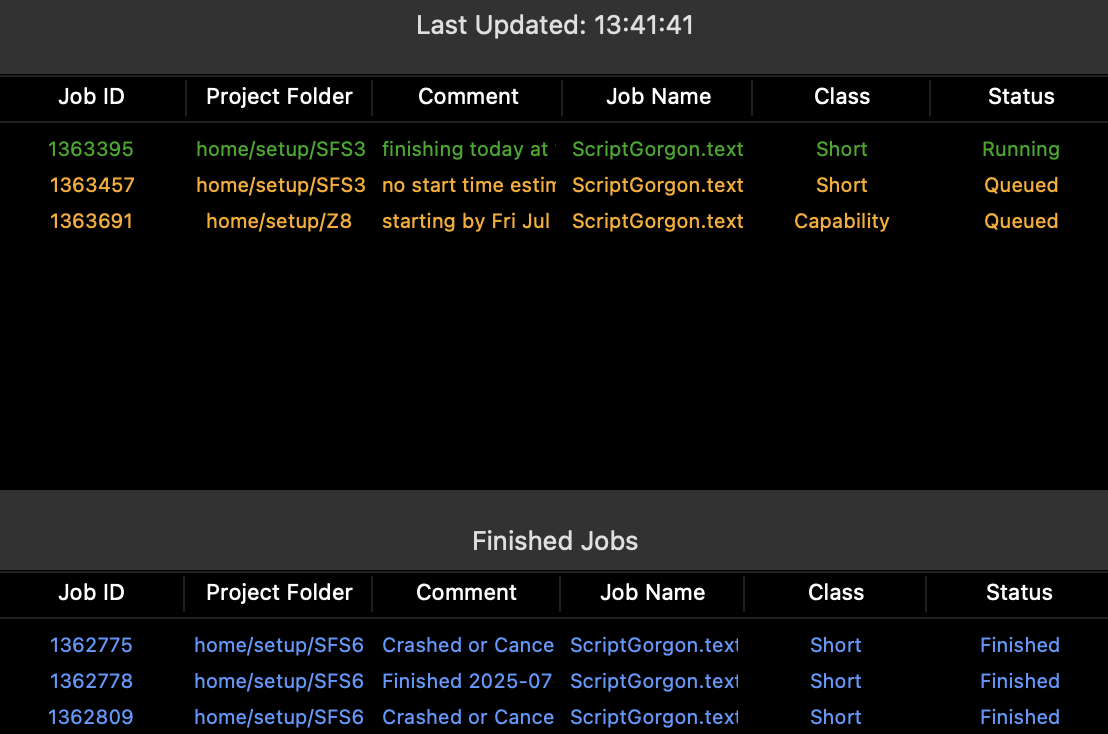 Last Updated: 13:41:41
Job ID Project Folder Comment Job Name Class Status
1363395 home/setup/SFS3 finishing today at ScriptGorgon.text Short Running
1363457 home/setup/SFS3 no start time estim ScriptGorgon.text Short Queued
1363691 home/setup/Z8 starting by Fri Jul ScriptGorgon.text Capability Queued
Finished Jobs
Job ID Project Folder Comment Job Name Class Status
1362775 home/setup/SFS6 Crashed or Cance ScriptGorgon.text Short Finished
1362778 home/setup/SFS6 Finished 2025-07 ScriptGorgon.text Short Finished
1362809 home/setup/SFS6 Crashed or Cance ScriptGorgon.text Short Finished